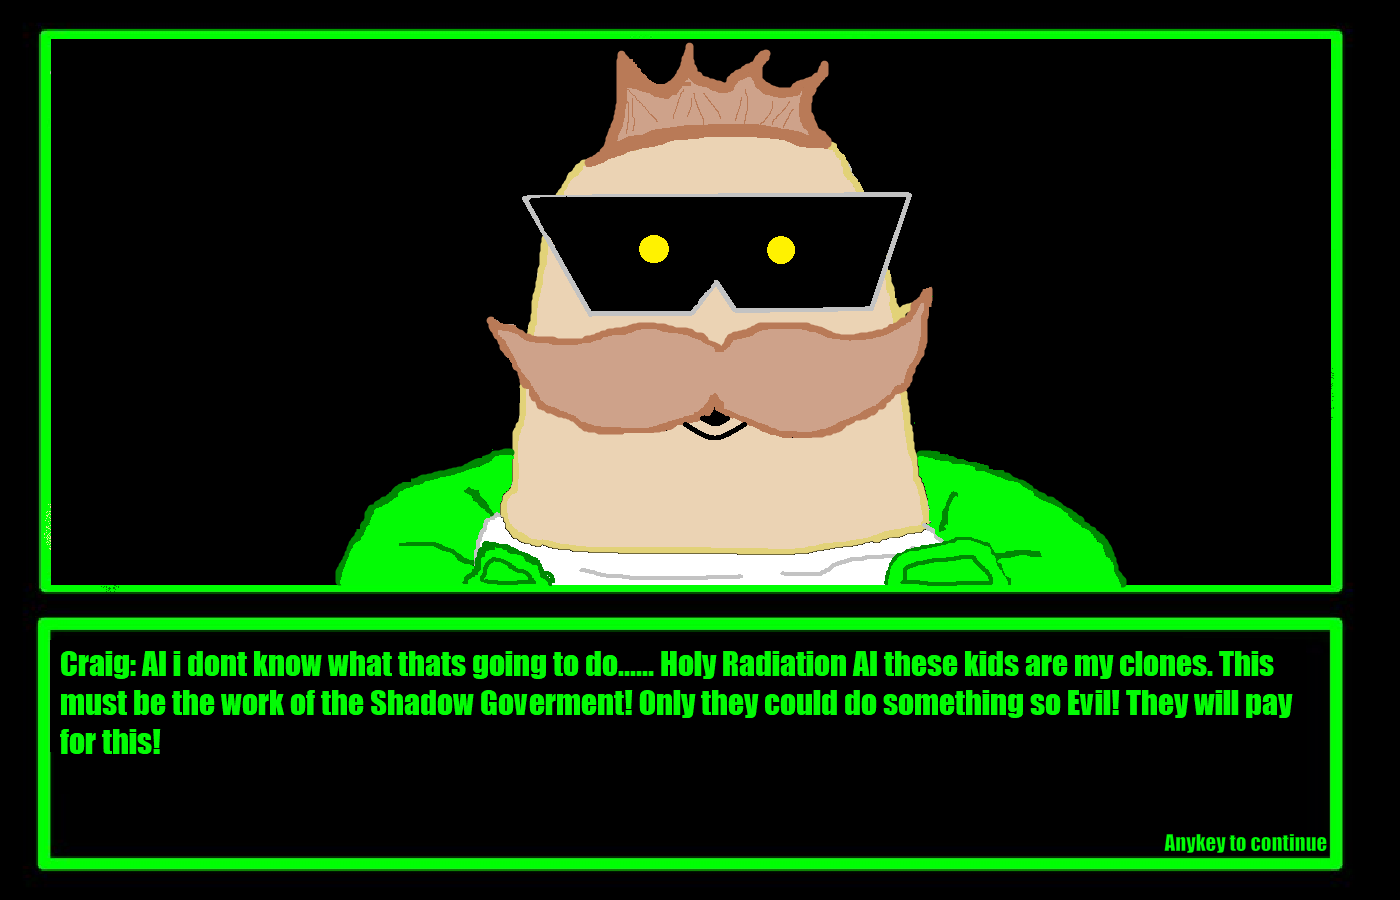 Craig: AI i dont know what thats going to do...... Holy Radiation AI these kids are my clones. This
must be the work of the Shadow Goverment! Only they could do something so Evil! They will pay
for this!
Anykey to continue